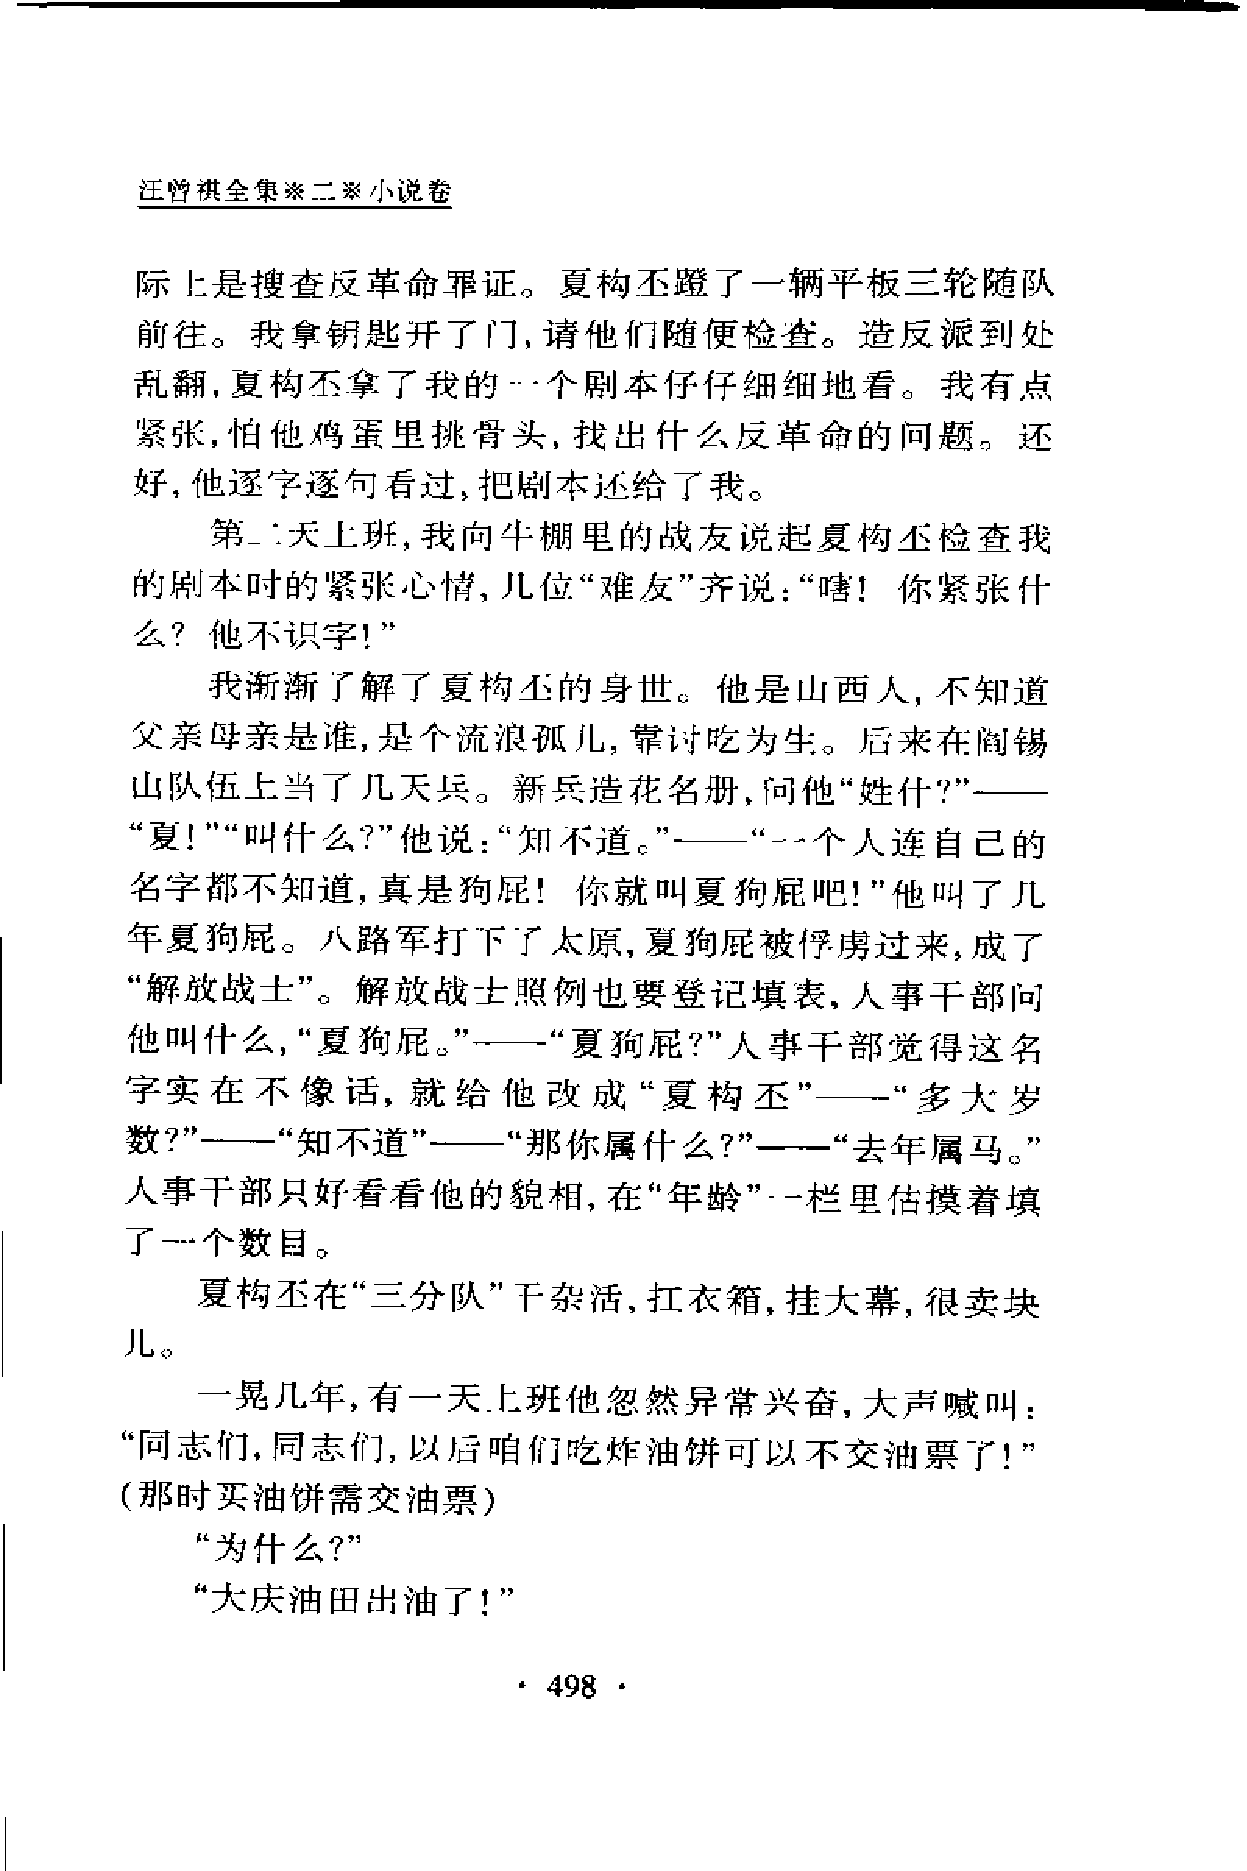 汪曾祺全集※二※小说卷
际上是搜查反革命罪证。夏构丕蹬了一辆平板三轮随队
前往。我拿钥匙开了门,请他们随便检查。造反派到处
乱翻,夏构丕拿了我的一个剧本仔仔细细地看。我有点
紧张,怕他鸡蛋里挑骨头,找出什么反革命的问题。还
好,他逐字逐句看过,把剧本还给了我。
第二天上班,我向牛棚里的战友说起夏构丕检查我
的剧本时的紧张心情,几位“难友”齐说:“嗐! 你紧张什
么? 他不识字!”
我渐渐了解了夏构丕的身世。他是山西人,不知道
父亲母亲是谁,是个流浪孤儿,靠讨吃为生。后来在阎锡
山队伍上当了几天兵。新兵造花名册,问他“姓什?”——
“夏!”“叫什么?”他说:“知不道。”——“一个人连自己的
名字都不知道,真是狗屁! 你就叫夏狗屁吧!”他叫了几
年夏狗屁。八路军打下了太原,夏狗屁被俘虏过来,成了
“解放战士”。解放战士照例也要登记填表,人事干部问
他叫什么,“夏狗屁。”——“夏狗屁?”人事干部觉得这名
字实在不像话,就给他改成“夏构丕”——“多大岁
数?”——“知不道”——“那你属什么?”——“去年属马。”
人事干部只好看看他的貌相,在“年龄”一栏里估摸着填
了一个数目。
夏构丕在“三分队”干杂活,扛衣箱,挂大幕,很卖块
儿。
一晃几年,有一天上班他忽然异常兴奋,大声喊叫:
“同志们,同志们,以后咱们吃炸油饼可以不交油票了!”
(那时买油饼需交油票)
“为什么?”
“大庆油田出油了!”
· 498 ·